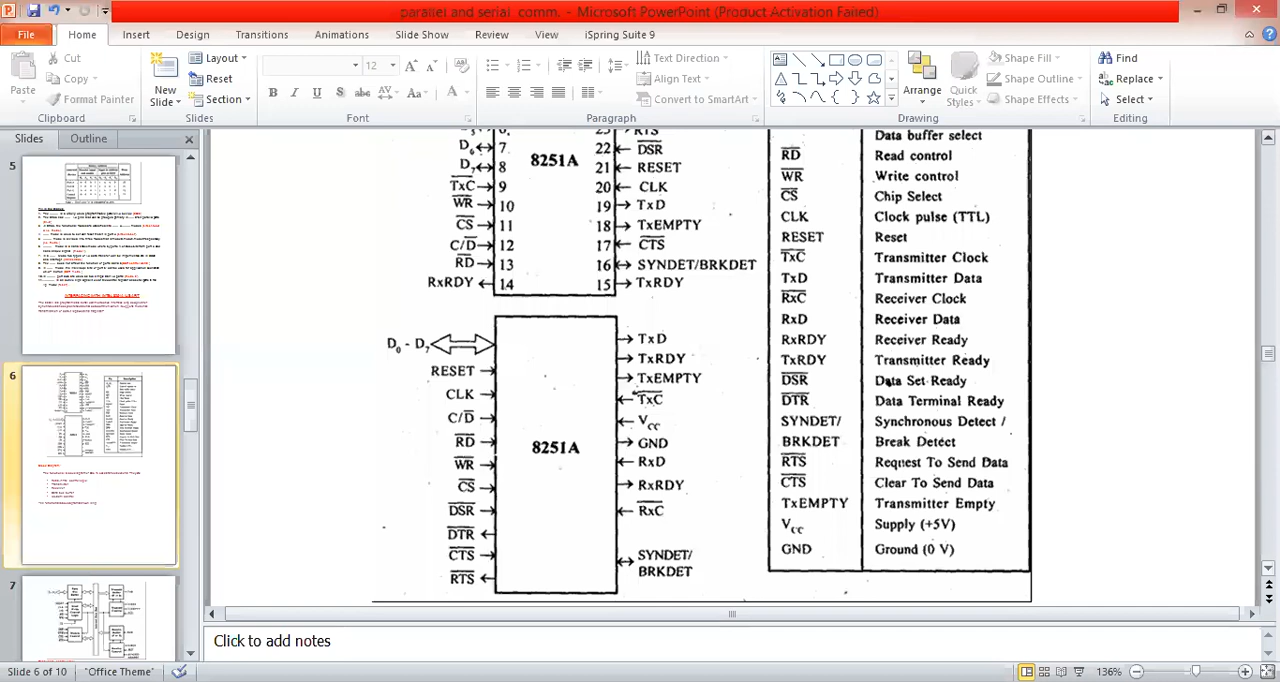 parallel and serial comm. - Microsoft PowerPoint (Product Activation Failed)
File Home Insert Design Transitions Animations Slide Show Review View iSpring Suite 9
Paste
Cut
Copy
Format Painter
Clipboard
New Slide
Layout
Reset
Section
Slides
12
B I U S abc AV Aa A
Font
Paragraph
Text Direction
Align Text
Convert to SmartArt
Arrange
Quick Styles
Shape Fill
Shape Outline
Shape Effects
Drawing
Find
Replace
Select
Editing
Slides Outline
5
6
7
8251A
D6 7
D7 8
TxC 9
WR 10
CS 11
C/D 12
RD 13
RxRDY 14
RTS
22 DSR
21 RESET
20 CLK
19 TxD
18 TxEMPTY
17 CTS
16 SYNDET/BRKDET
15 TxRDY
D0 - D7
RESET
CLK
C/D
RD
WR
CS
DSR
DTR
CTS
RTS
8251A
TxD
TxRDY
TxEMPTY
TxC
VCC
GND
RxD
RxRDY
RxC
SYNDET/
BRKDET
Data buffer select
RD Read control
WR Write control
CS Chip Select
CLK Clock pulse (TTL)
RESET Reset
TxC Transmitter Clock
TxD Transmitter Data
RxC Receiver Clock
RxD Receiver Data
RxRDY Receiver Ready
TxRDY Transmitter Ready
DSR Data Set Ready
DTR Data Terminal Ready
SYNDET/ Synchronous Detect /
BRKDET Break Detect
RTS Request To Send Data
CTS Clear To Send Data
TxEMPTY Transmitter Empty
VCC Supply (+5V)
GND Ground (0 V)
Click to add notes
Slide 6 of 10 "Office Theme" 136%